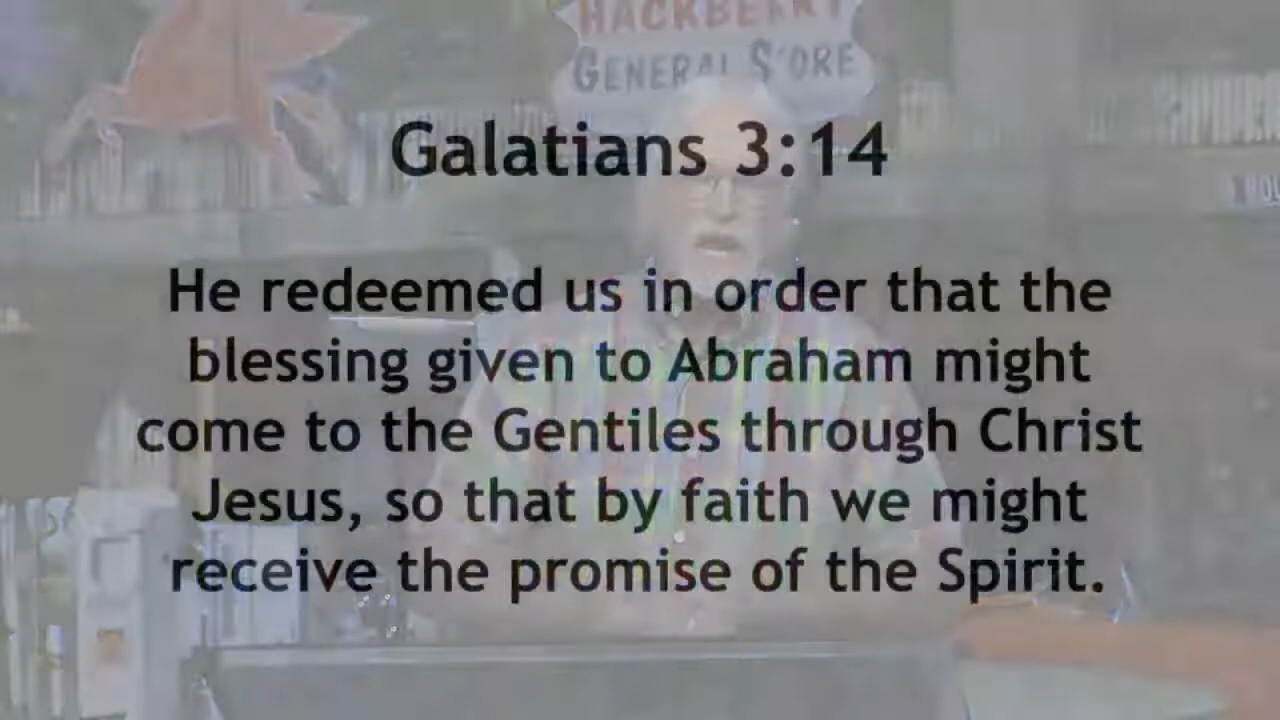 HACKBERRY
GENERAL STORE
Galatians 3:14
He redeemed us in order that the
blessing given to Abraham might
come to the Gentiles through Christ
Jesus, so that by faith we might
receive the promise of the Spirit.